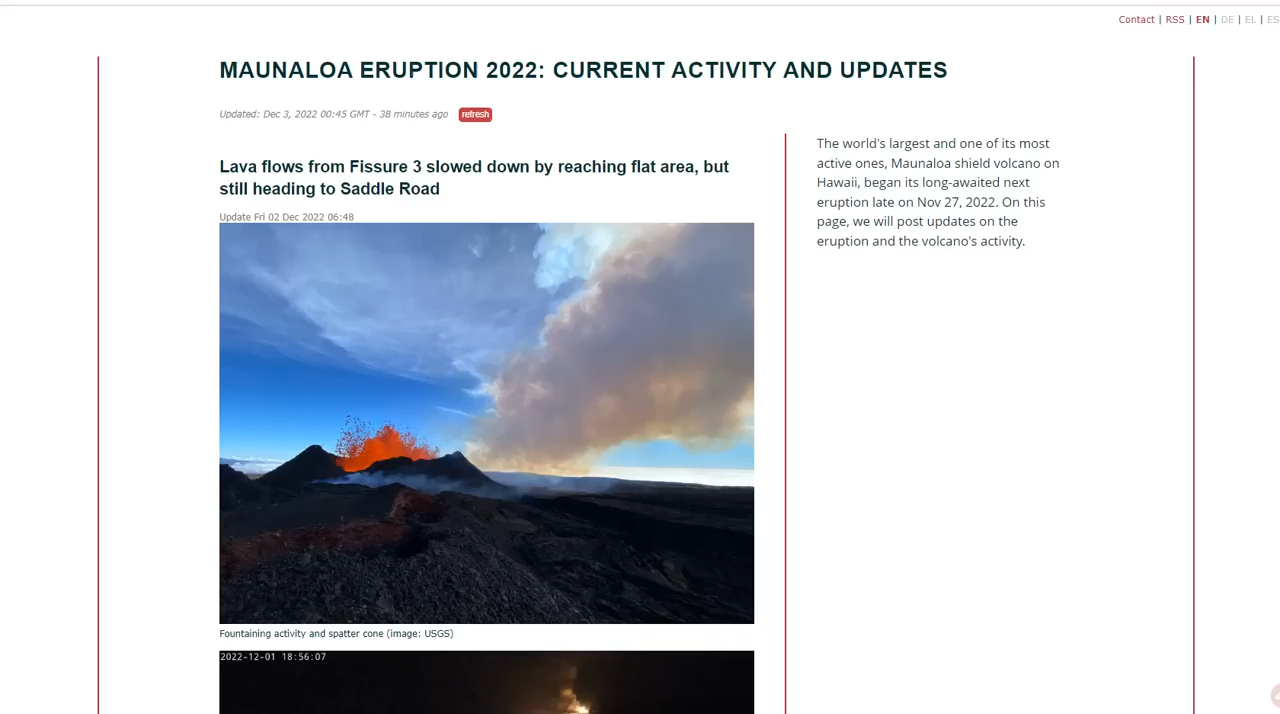 Contact | RSS | EN | DE | EL | ES
MAUNALOA ERUPTION 2022: CURRENT ACTIVITY AND UPDATES
Updated: Dec 3, 2022 00:45 GMT - 38 minutes ago refresh
Lava flows from Fissure 3 slowed down by reaching flat area, but
still heading to Saddle Road
Update Fri 02 Dec 2022 06:48
Fountaining activity and spatter cone (image: USGS)
2022-12-01 18:56:07
The world's largest and one of its most
active ones, Maunaloa shield volcano on
Hawaii, began its long-awaited next
eruption late on Nov 27, 2022. On this
page, we will post updates on the
eruption and the volcano's activity.